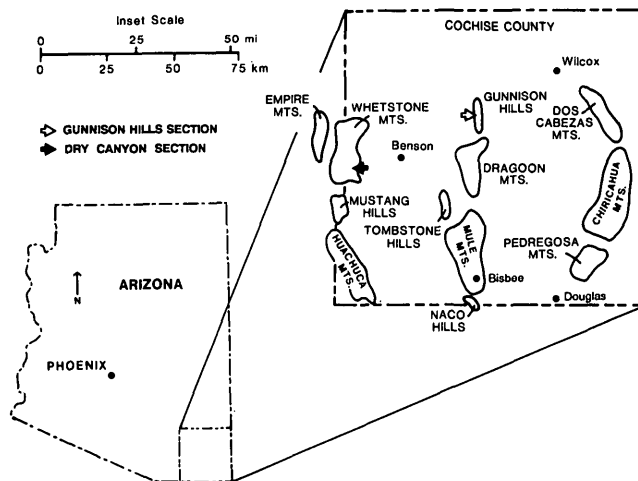 Inset Scale
0 25 50 mi
0 25 50 75 km
GUNNISON HILLS SECTION
DRY CANYON SECTION
COCHISE COUNTY
Wilcox
EMPIRE
MTS.
WHETSTONE
MTS.
GUNNISON
HILLS
DOS
CABEZAS
MTS.
Benson
DRAGOON
MTS.
CHIRICAHUA
MTS.
MUSTANG
HILLS
TOMBSTONE
HILLS
HUACHUCA
MTS.
MULE
MTS.
PEDREGOSA
MTS.
Bisbee
NACO
HILLS
Douglas
N
ARIZONA
PHOENIX